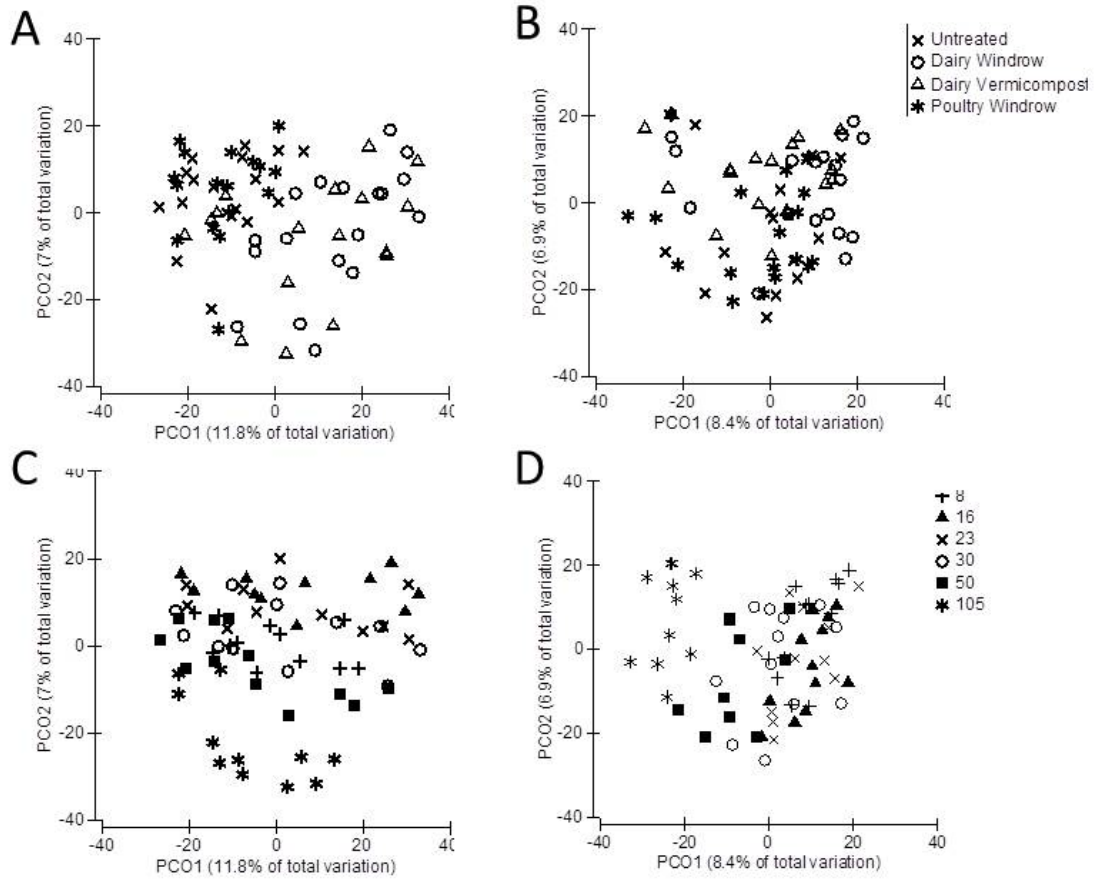 A
40
20
0
-20
-40
-40
-20
0
20
40
PCO2 (7% of total variation)
PCO1 (11.8% of total variation)
B
40
20
0
-20
-40
-40
-20
0
20
40
PCO2 (6.9% of total variation)
PCO1 (8.4% of total variation)
Untreated
Dairy Windrow
Dairy Vermicompost
Poultry Windrow
C
40
20
0
-20
-40
-40
-20
0
20
40
PCO2 (7% of total variation)
PCO1 (11.8% of total variation)
D
40
20
0
-20
-40
-40
-20
0
20
40
PCO2 (6.9% of total variation)
PCO1 (8.4% of total variation)
8
16
23
30
50
105